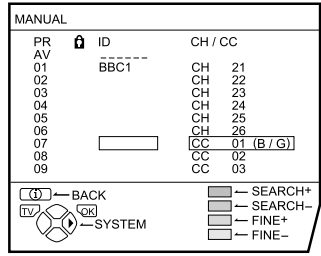 MANUAL
PR ID CH / CC
AV ------
01 BBC1 CH 21
02 CH 22
03 CH 23
04 CH 24
05 CH 25
06 CH 26
07 CC 01 (B / G)
08 CC 02
09 CC 03
i BACK SEARCH+
TV OK SEARCH–
SYSTEM FINE+
FINE–